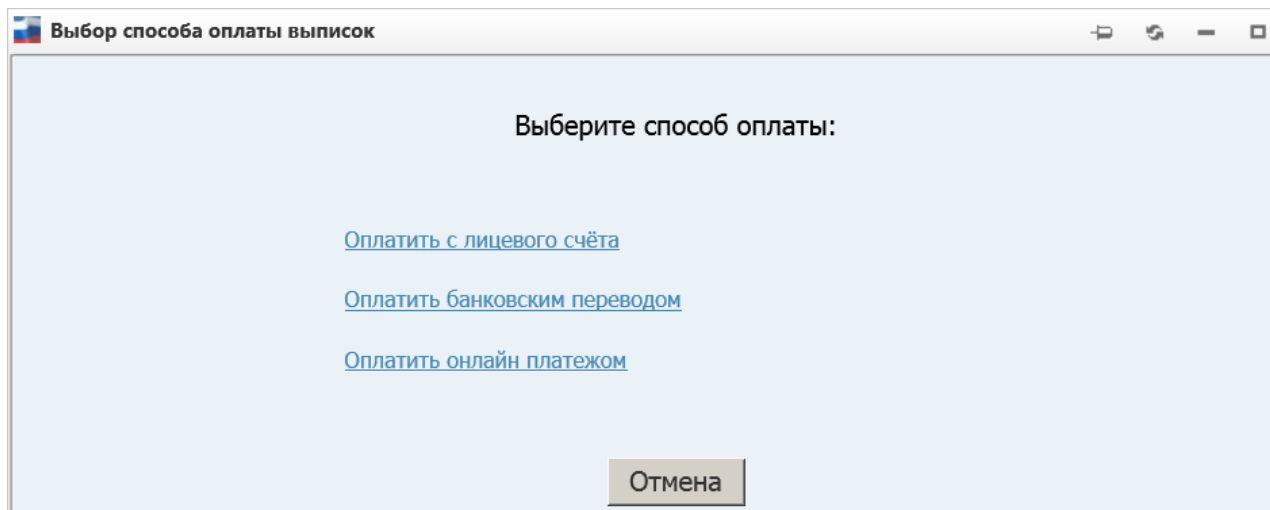 Выбор способа оплаты выписок
Выберите способ оплаты:
Оплатить с лицевого счёта
Оплатить банковским переводом
Оплатить онлайн платежом
Отмена